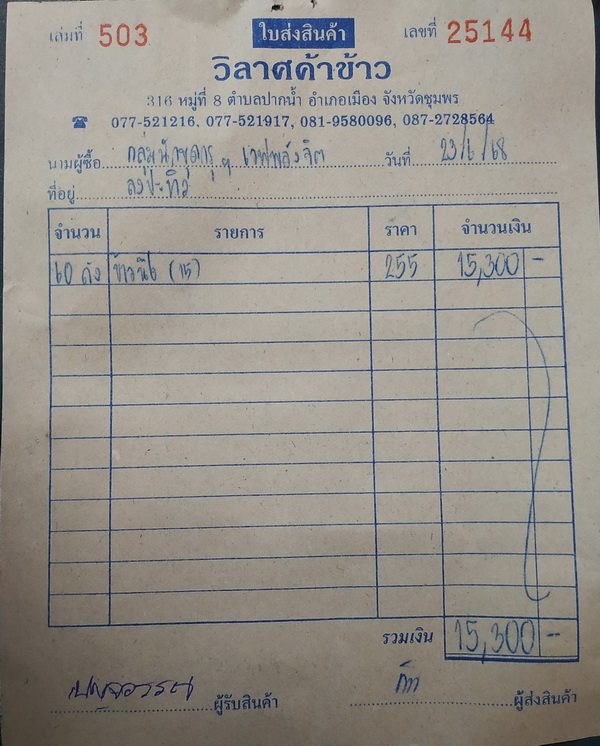 เล่มที่ 503 ใบส่งสินค้า เลขที่ 25144
วิลาศค้าข้าว
316 หมู่ที่ 8 ตำบลปากน้ำ อำเภอเมือง จังหวัดชุมพร
☎ 077-521216, 077-521917, 081-9580096, 087-2728564
นามผู้ซื้อ วันที่ 23/6/68
ที่อยู่
จำนวน รายการ ราคา จำนวนเงิน
60 (15) 255 15,300 -
รวมเงิน 15,300 -
ผู้รับสินค้า ผู้ส่งสินค้า